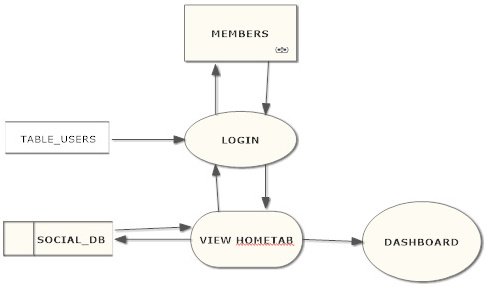 MEMBERS
TABLE_USERS
LOGIN
SOCIAL_DB
VIEW HOMETAB
DASHBOARD